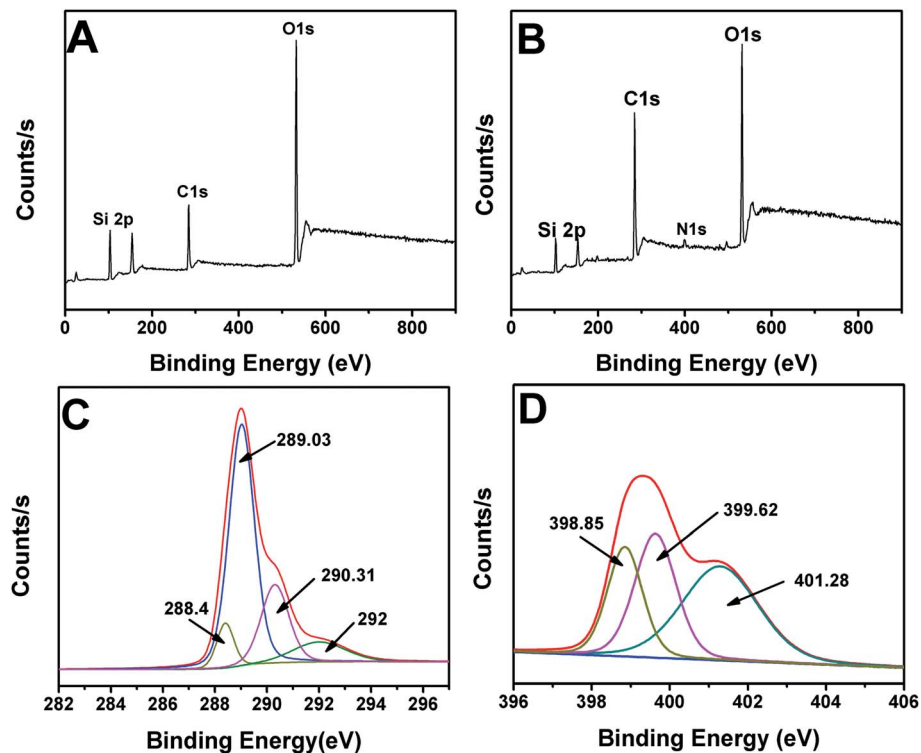 A
O1s
C1s
Si 2p
Counts/s
0 200 400 600 800
Binding Energy (eV)
B
O1s
C1s
N1s
Si 2p
Counts/s
0 200 400 600 800
Binding Energy (eV)
C
289.03
290.31
288.4
292
Counts/s
282 284 286 288 290 292 294 296
Binding Energy(eV)
D
399.62
398.85
401.28
Counts/s
396 398 400 402 404 406
Binding Energy (eV)